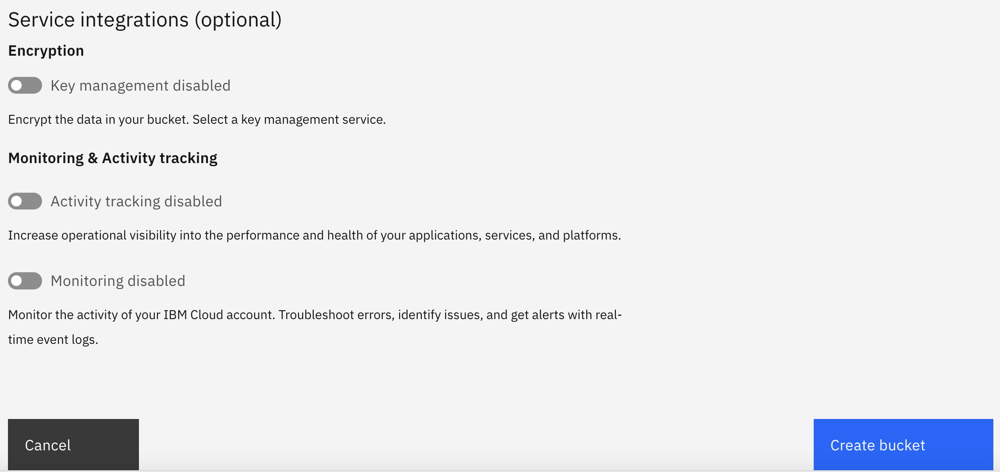 Service integrations (optional)
Encryption
Key management disabled
Encrypt the data in your bucket. Select a key management service.
Monitoring & Activity tracking
Activity tracking disabled
Increase operational visibility into the performance and health of your applications, services, and platforms.
Monitoring disabled
Monitor the activity of your IBM Cloud account. Troubleshoot errors, identify issues, and get alerts with real-
time event logs.
Cancel
Create bucket